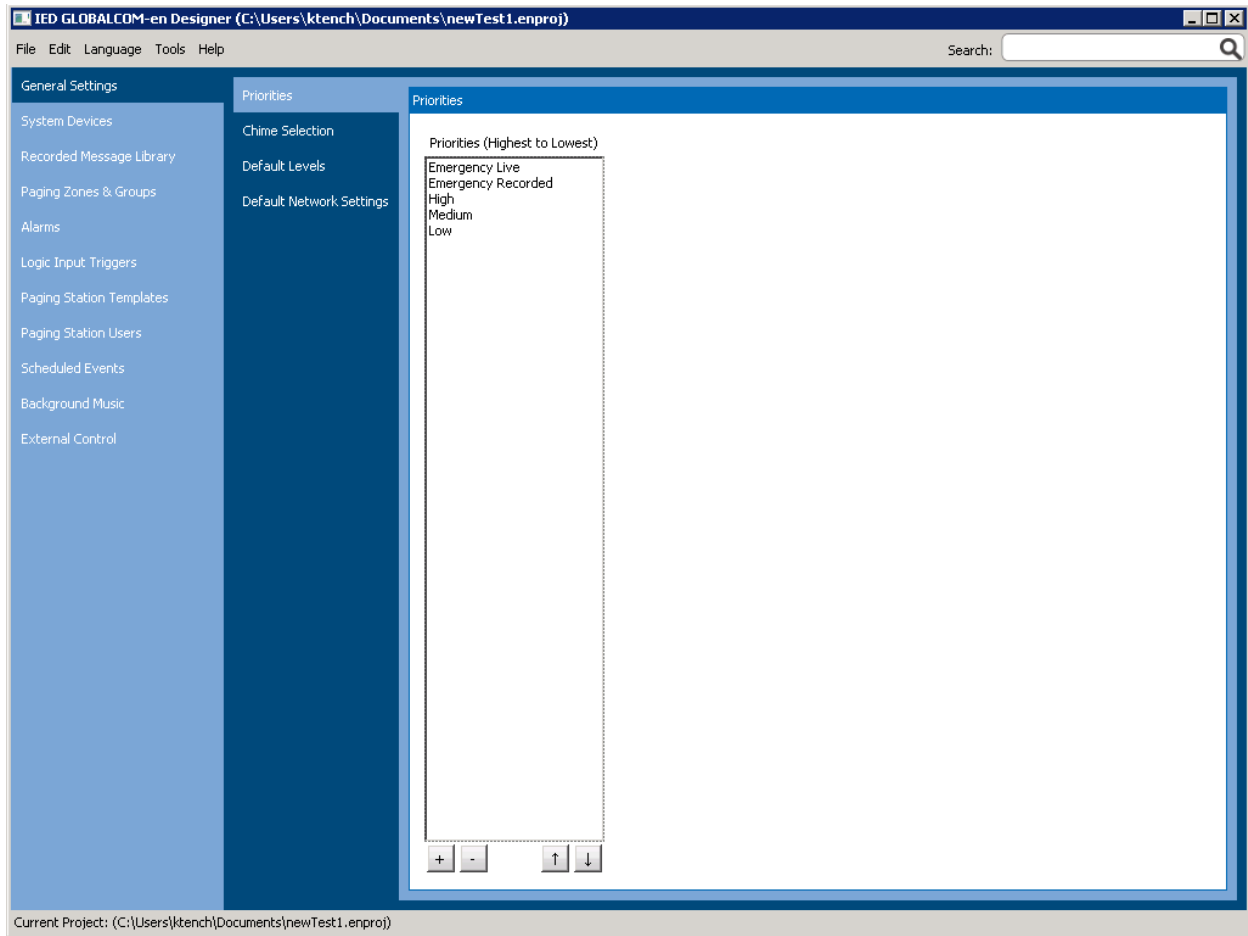 IED GLOBALCOM-en Designer (C:\Users\ktench\Documents\newTest1.enproj)
File Edit Language Tools Help
Search:
General Settings
System Devices
Recorded Message Library
Paging Zones & Groups
Alarms
Logic Input Triggers
Paging Station Templates
Paging Station Users
Scheduled Events
Background Music
External Control
Priorities
Chime Selection
Default Levels
Default Network Settings
Priorities
Priorities (Highest to Lowest)
Emergency Live
Emergency Recorded
High
Medium
Low
+ - ↑ ↓
Current Project: (C:\Users\ktench\Documents\newTest1.enproj)